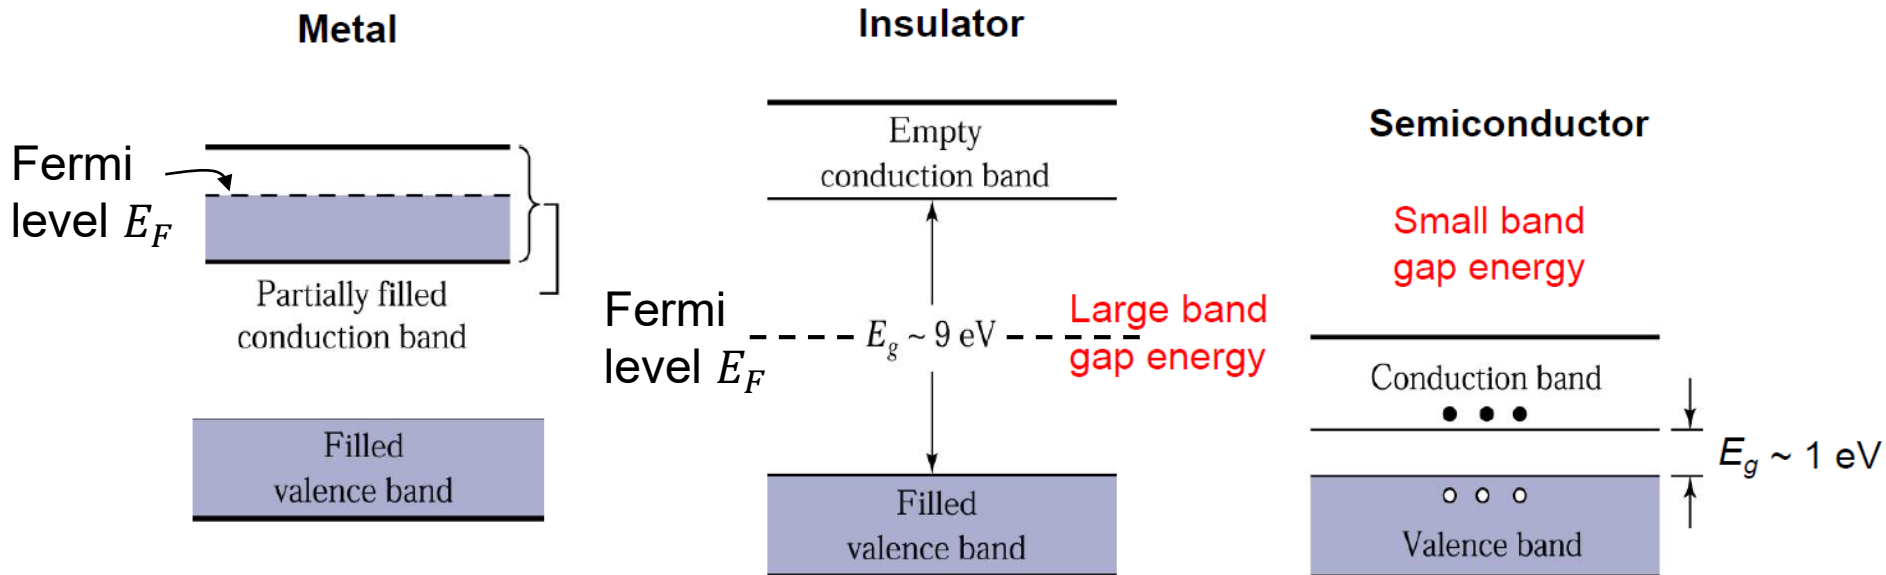 Metal
Fermi
level E_F
Partially filled
conduction band
Filled
valence band
Insulator
Empty
conduction band
Fermi
level E_F
E_g ~ 9 eV
Large band
gap energy
Filled
valence band
Semiconductor
Small band
gap energy
Conduction band
E_g ~ 1 eV
Valence band